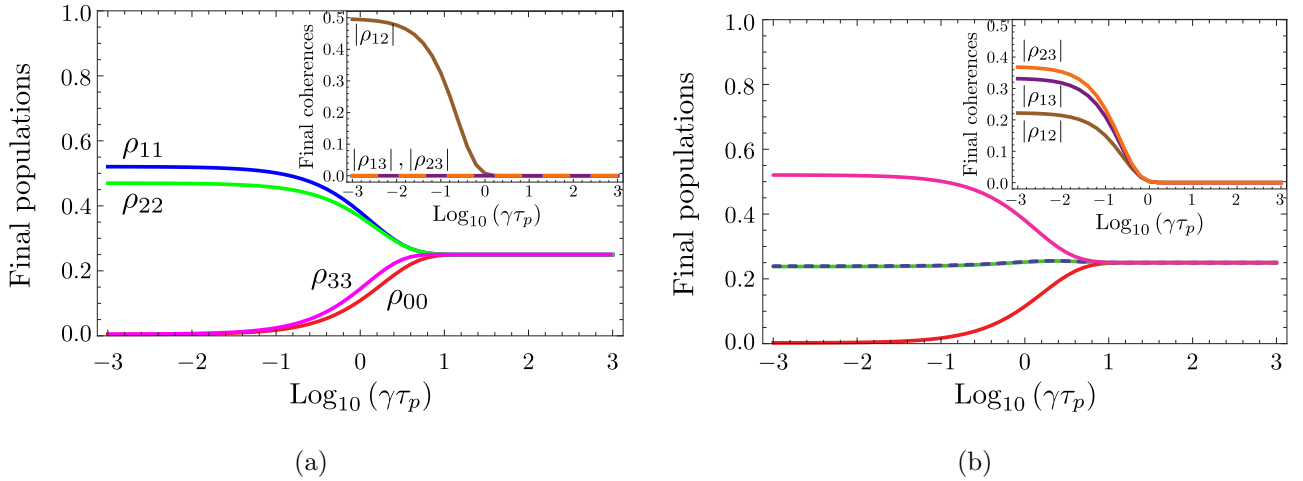 Final populations
1.0
0.8
0.6
0.4
0.2
0.0
−3
−2
−1
0
1
2
3
Log₁₀ (γτₚ)
ρ₁₁
ρ₂₂
ρ₃₃
ρ₀₀
Final coherences
0.5
0.4
0.3
0.2
0.1
0.0
−3
−2
−1
0
1
2
3
Log₁₀ (γτₚ)
|ρ₁₂|
|ρ₁₃| , |ρ₂₃|
(a)
Final populations
1.0
0.8
0.6
0.4
0.2
0.0
−3
−2
−1
0
1
2
3
Log₁₀ (γτₚ)
Final coherences
0.5
0.4
0.3
0.2
0.1
0.0
−3
−2
−1
0
1
2
3
Log₁₀ (γτₚ)
|ρ₂₃|
|ρ₁₃|
|ρ₁₂|
(b)